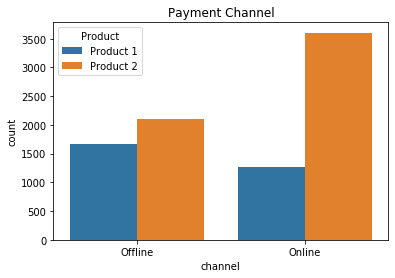 Payment Channel
Product
Product 1
Product 2
3500
3000
2500
2000
1500
1000
500
0
count
Offline
Online
channel